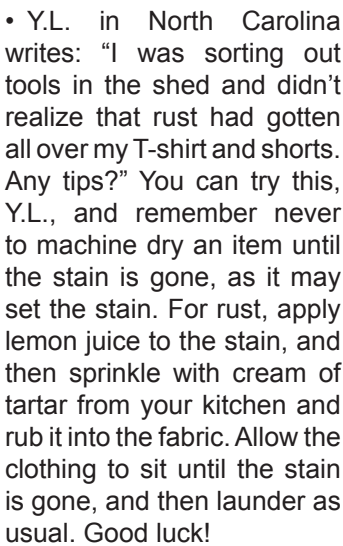 • Y.L. in North Carolina
writes: “I was sorting out
tools in the shed and didn’t
realize that rust had gotten
all over my T-shirt and shorts.
Any tips?” You can try this,
Y.L., and remember never
to machine dry an item until
the stain is gone, as it may
set the stain. For rust, apply
lemon juice to the stain, and
then sprinkle with cream of
tartar from your kitchen and
rub it into the fabric. Allow the
clothing to sit until the stain
is gone, and then launder as
usual. Good luck!